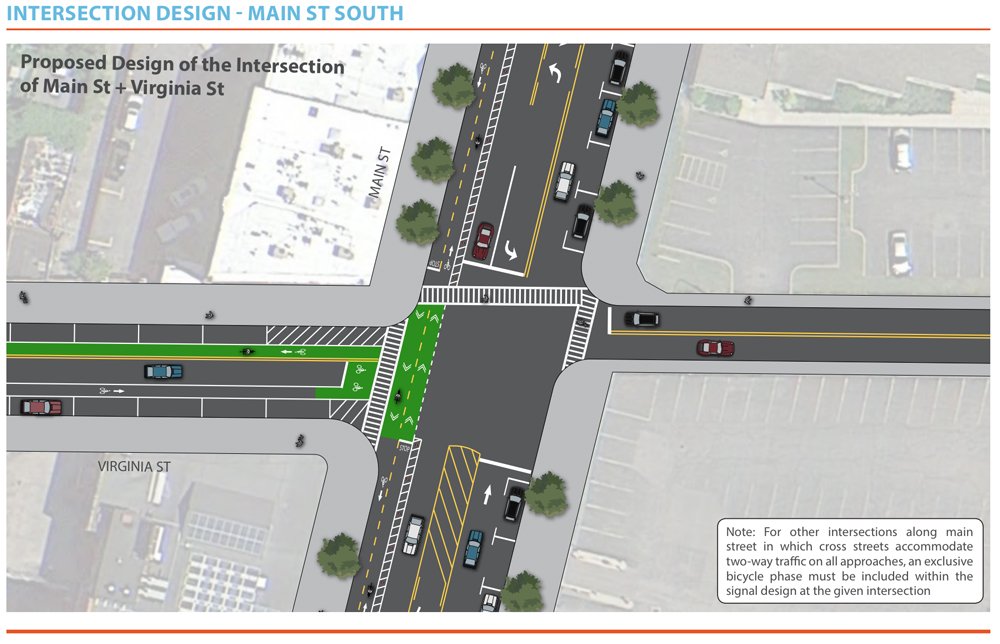 INTERSECTION DESIGN - MAIN ST SOUTH
Proposed Design of the Intersection
of Main St + Virginia St
MAIN ST
STOP
STOP
VIRGINIA ST
Note: For other intersections along main
street in which cross streets accommodate
two-way traffic on all approaches, an exclusive
bicycle phase must be included within the
signal design at the given intersection